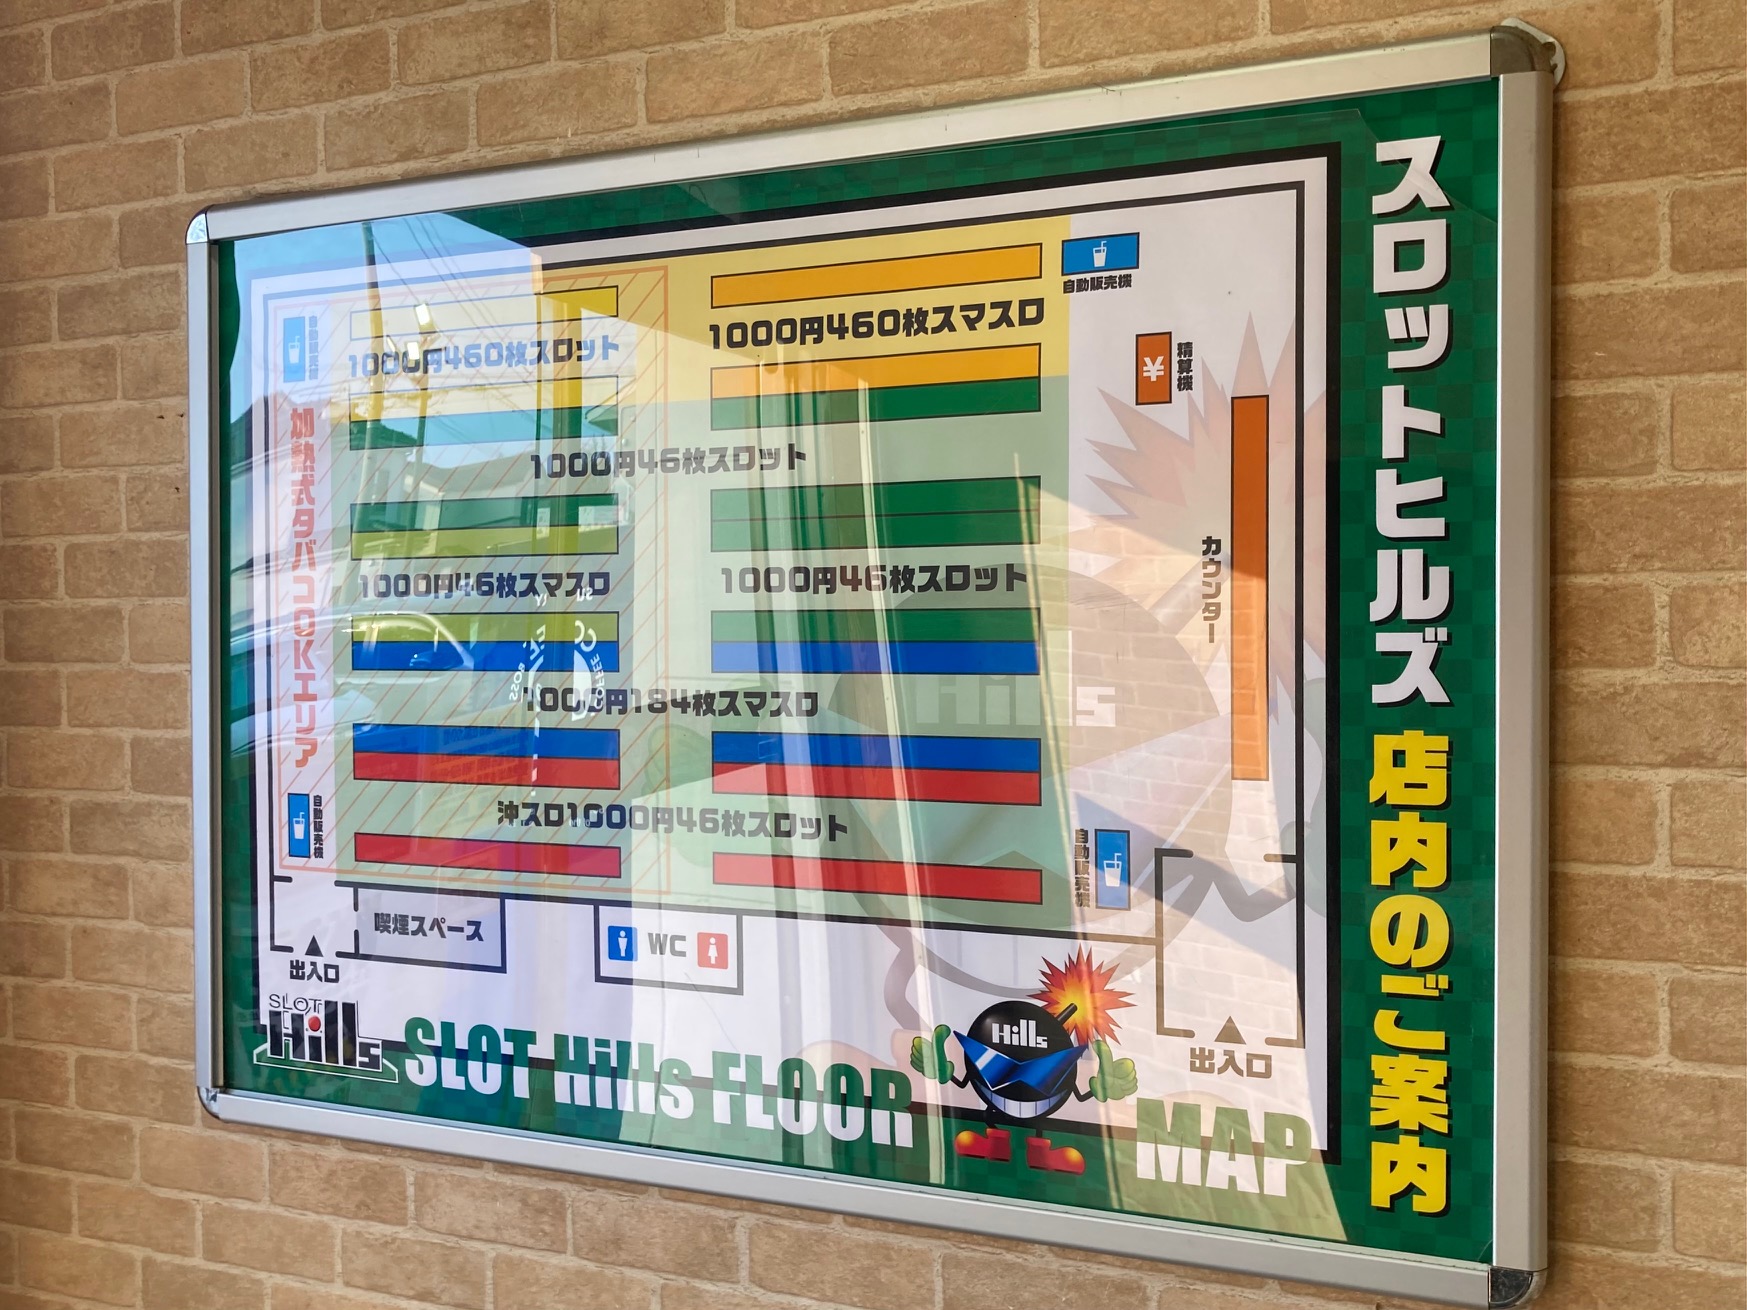 スロットヒルズ 店内のご案内
自動販売機
1000円460枚スロット
1000円460枚スマスロ
自動販売機
¥
精算機
加熱式タバコOKエリア
1000円46枚スロット
1000円46枚スマスロ
1000円46枚スロット
カウンター
1000円184枚スマスロ
Hills
沖スロ1000円46枚スロット
自動販売機
自動販売機
喫煙スペース
WC
出入口
出入口
SLOT
Hills
SLOT Hills FLOOR
Hills
MAP